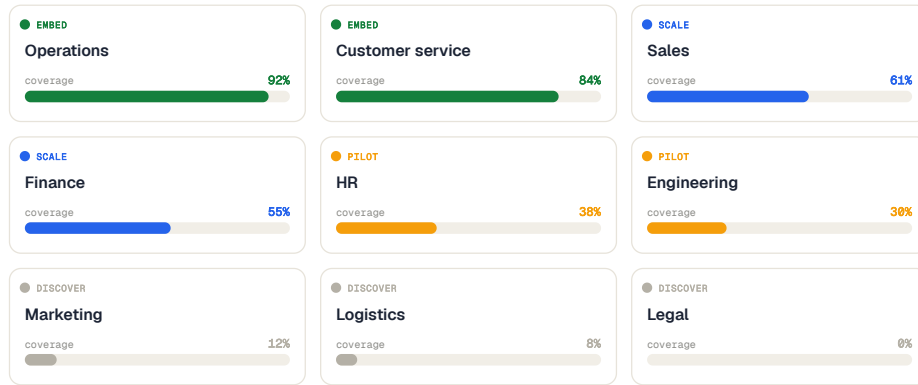 EMBED
Operations
coverage 92%
EMBED
Customer service
coverage 84%
SCALE
Sales
coverage 61%
SCALE
Finance
coverage 55%
PILOT
HR
coverage 38%
PILOT
Engineering
coverage 30%
DISCOVER
Marketing
coverage 12%
DISCOVER
Logistics
coverage 8%
DISCOVER
Legal
coverage 0%